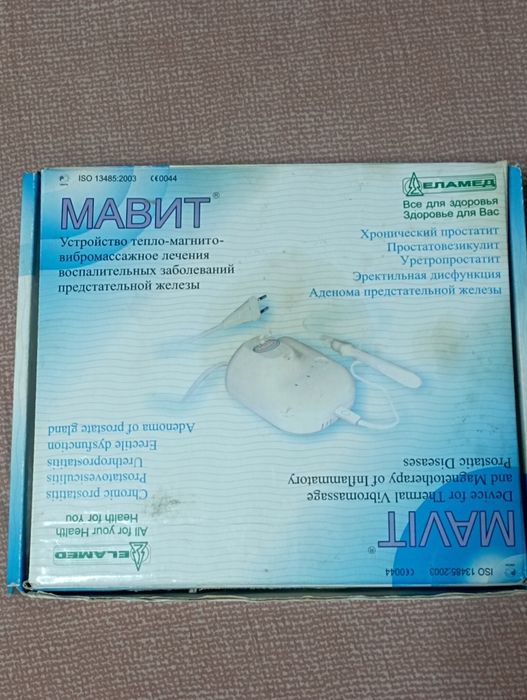 ISO 13485:2003 CE0044
МАВИТ®
Устройство тепло-магнито-
вибромассажное лечения
воспалительных заболеваний
предстательной железы
ЕЛАМЕД
Все для здоровья
Здоровье для Вас
Хронический простатит
Простатовезикулит
Уретропростатит
Эректильная дисфункция
Аденома предстательной железы
ISO 13485:2003 CE0044
MAVIT®
Device for Thermal Vibromassage
and Magnetotherapy of Inflammatory
Prostatic Diseases
ELAMED
All for your Health
Health for You
Chronic prostatitis
Prostatovesiculitis
Urethroprostatitis
Erectile dysfunction
Adenoma of prostate gland